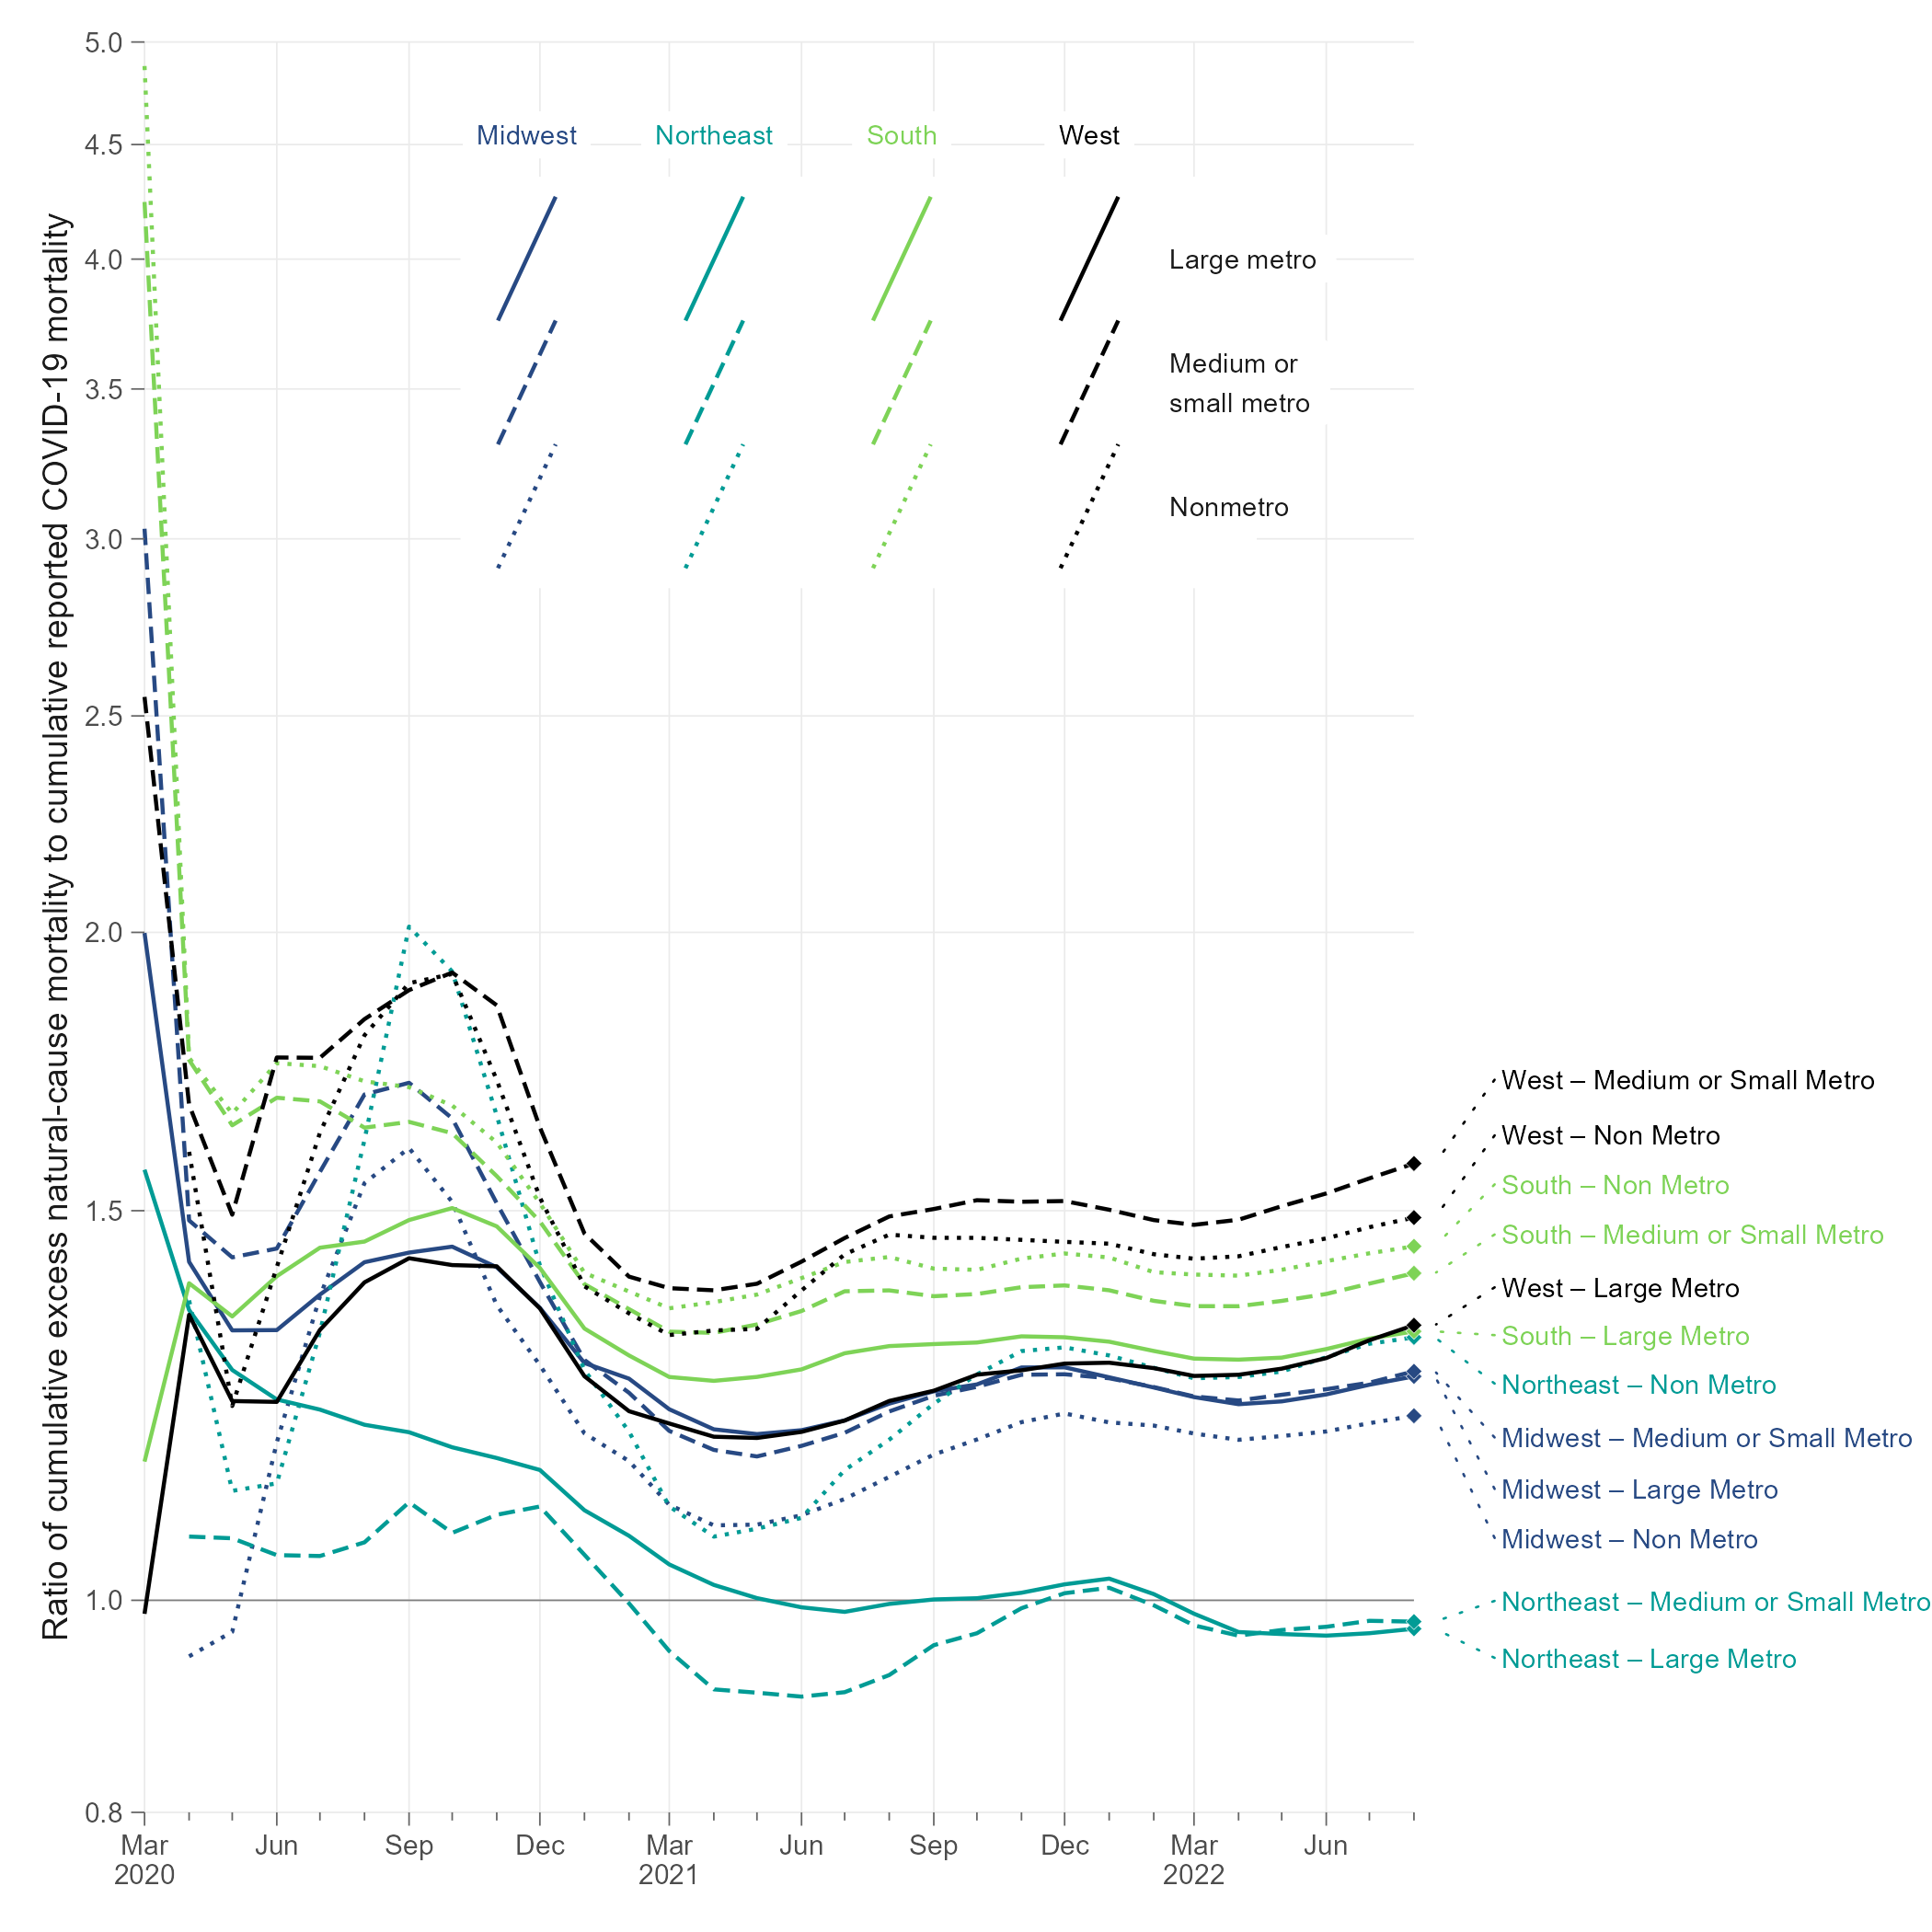 Ratio of cumulative excess natural-cause mortality to cumulative reported COVID-19 mortality
5.0
4.5
4.0
3.5
3.0
2.5
2.0
1.5
1.0
0.8
Midwest
Northeast
South
West
Large metro
Medium or
small metro
Nonmetro
West – Medium or Small Metro
West – Non Metro
South – Non Metro
South – Medium or Small Metro
West – Large Metro
South – Large Metro
Northeast – Non Metro
Midwest – Medium or Small Metro
Midwest – Large Metro
Midwest – Non Metro
Northeast – Medium or Small Metro
Northeast – Large Metro
Mar
2020
Jun
Sep
Dec
Mar
2021
Jun
Sep
Dec
Mar
2022
Jun